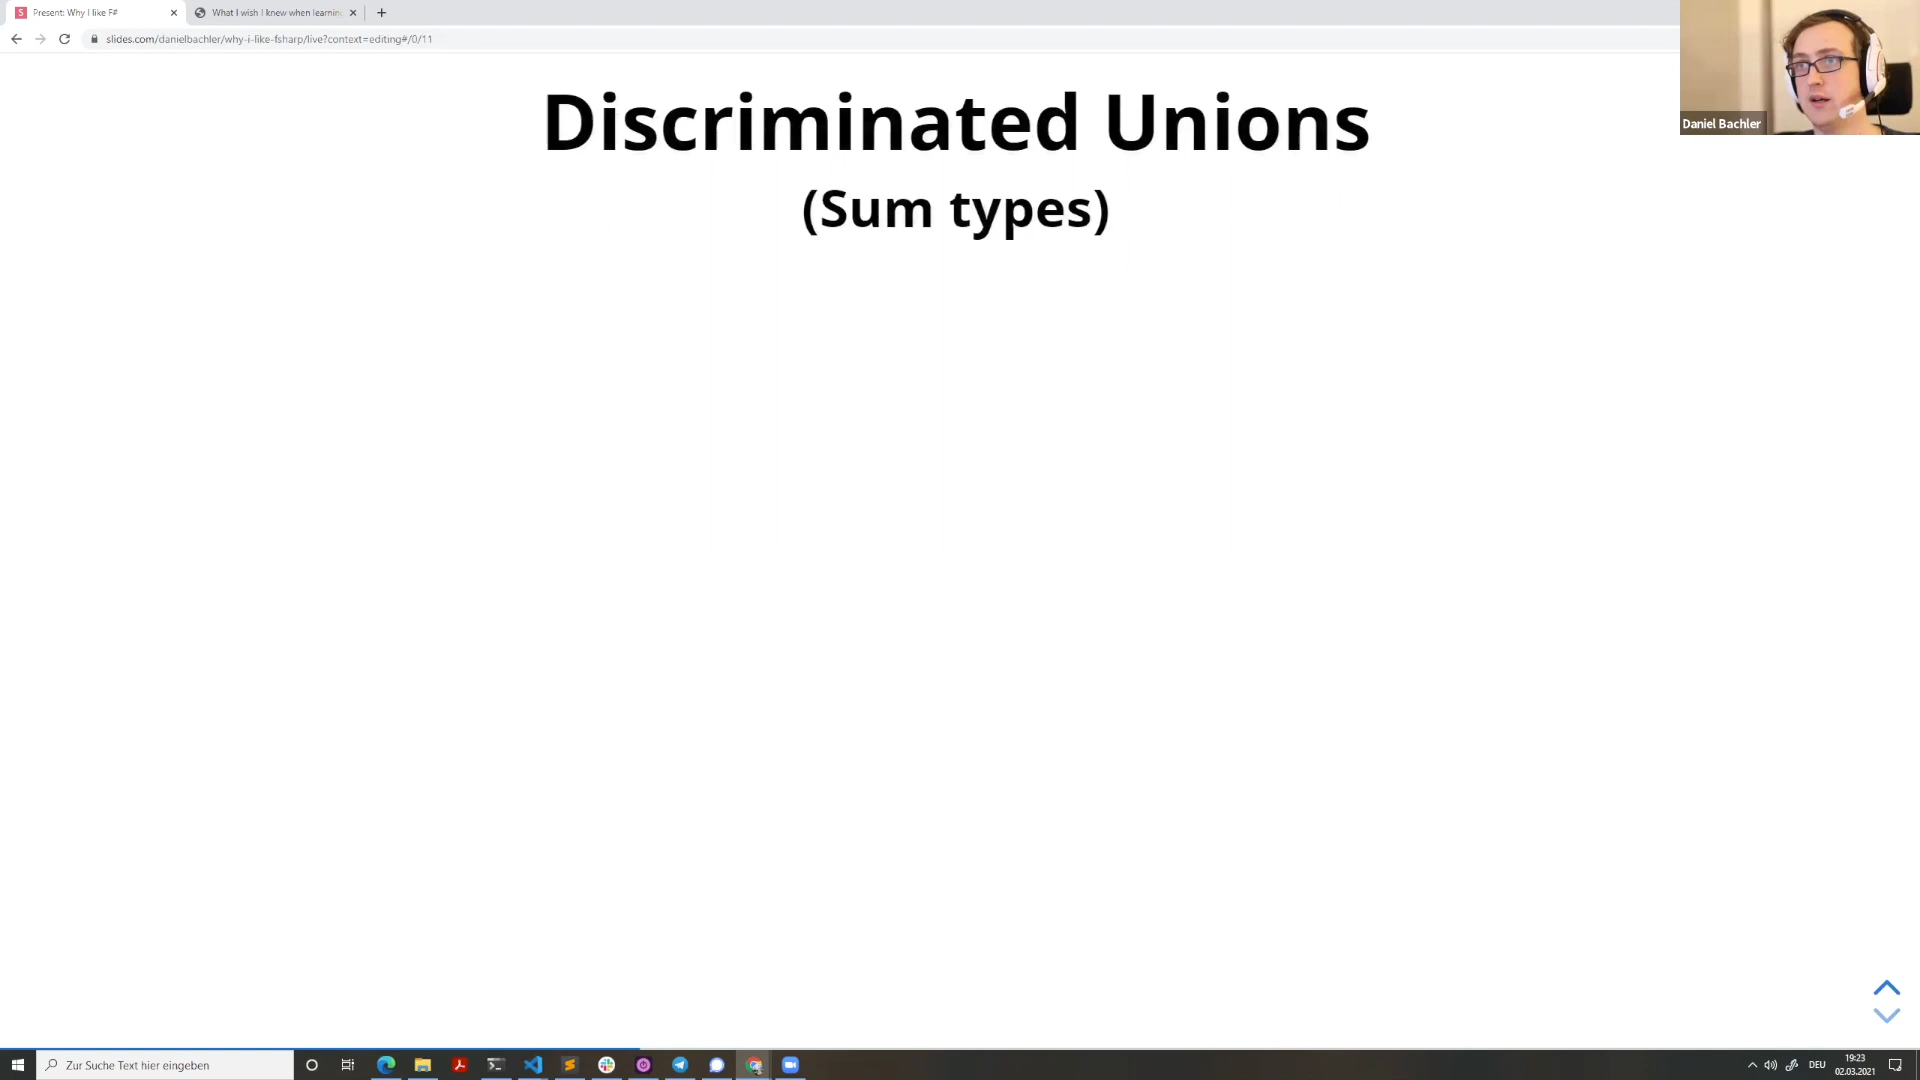 Present: Why I like F#
What I wish I knew when learnin
slides.com/danielbachler/why-i-like-fsharp/live?context=editing#/0/11
Daniel Bachler
Discriminated Unions
(Sum types)
Zur Suche Text hier eingeben
DEU
19:23
02.03.2021